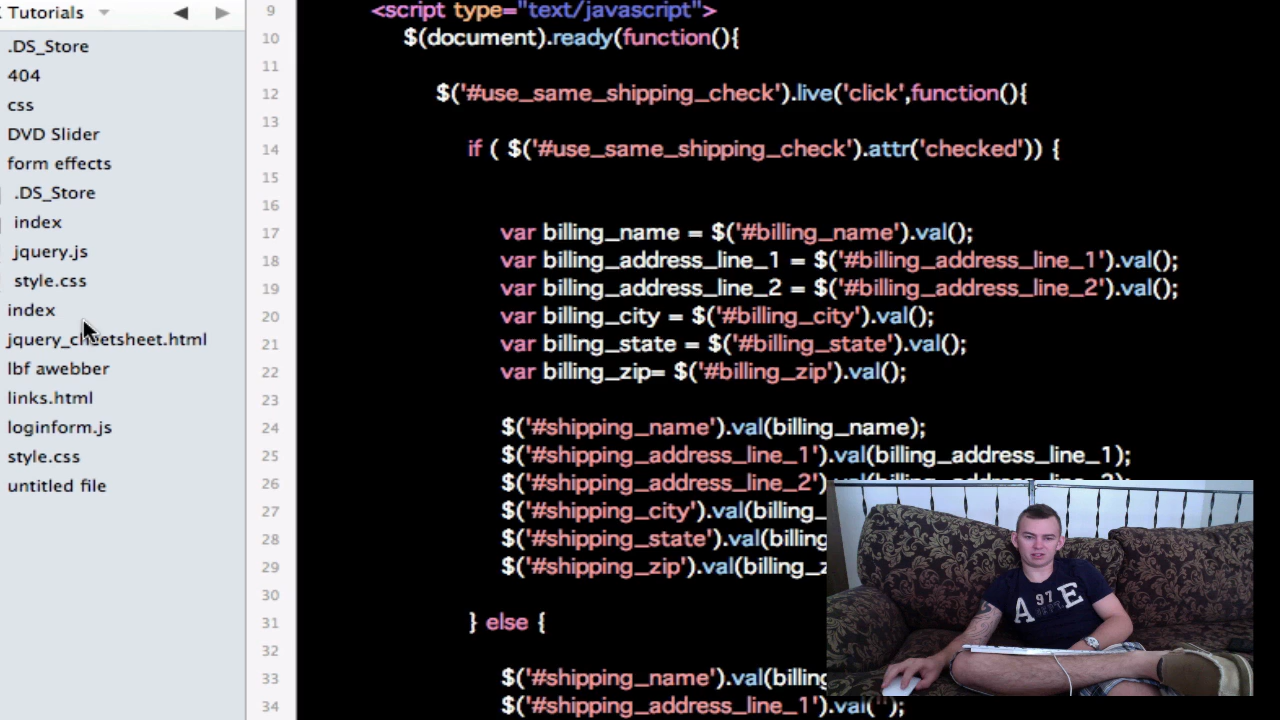 Tutorials
.DS_Store
404
css
DVD Slider
form effects
.DS_Store
index
jquery.js
style.css
index
jquery_cheetsheet.html
lbf awebber
links.html
loginform.js
style.css
untitled file
9 <script type="text/javascript">
10 $(document).ready(function(){
11
12 $('#use_same_shipping_check').live('click',function(){
13
14 if ( $('#use_same_shipping_check').attr('checked')) {
15
16
17 var billing_name = $('#billing_name').val();
18 var billing_address_line_1 = $('#billing_address_line_1').val();
19 var billing_address_line_2 = $('#billing_address_line_2').val();
20 var billing_city = $('#billing_city').val();
21 var billing_state = $('#billing_state').val();
22 var billing_zip= $('#billing_zip').val();
23
24 $('#shipping_name').val(billing_name);
25 $('#shipping_address_line_1').val(billing_address_line_1);
26 $('#shipping_address_line_2').val(billing_address_line_2);
27 $('#shipping_city').val(billing_
28 $('#shipping_state').val(billing
29 $('#shipping_zip').val(billing_z
30
31 } else {
32
33 $('#shipping_name').val(billing
34 $('#shipping_address_line_1').val('');
A 97 E